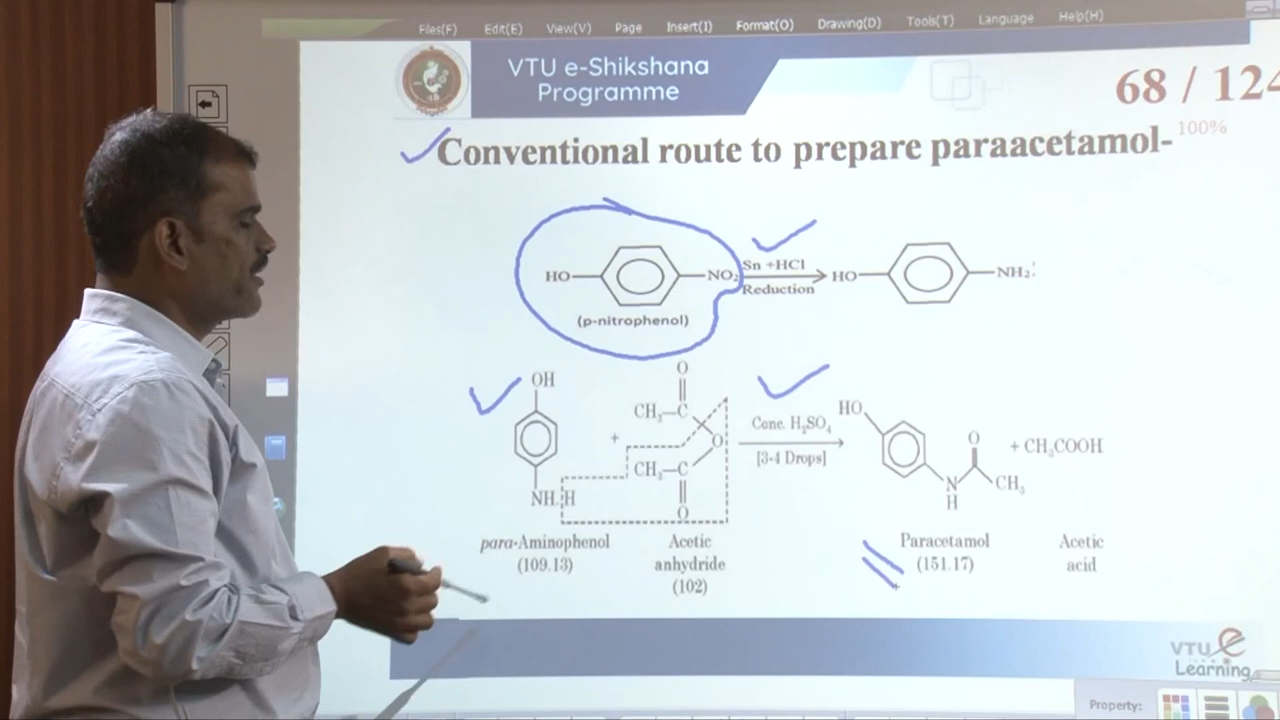 Files(F) Edit(E) View(V) Page Insert(I) Format(O) Drawing(D) Tools(T) Language Help(H)
VTU e-Shikshana
Programme
68 / 124
100%
Conventional route to prepare paraacetamol-
HO NO2 Sn +HCl HO NH2
Reduction
(p-nitrophenol)
OH
O
CH3—C
HO
+
O
Conc. H2SO4
O
+ CH3COOH
CH3—C
[3-4 Drops]
N
H
CH3
NH H
O
para-Aminophenol Acetic Paracetamol Acetic
(109.13) anhydride (151.17) acid
(102)
VTU e
Learning
Property: